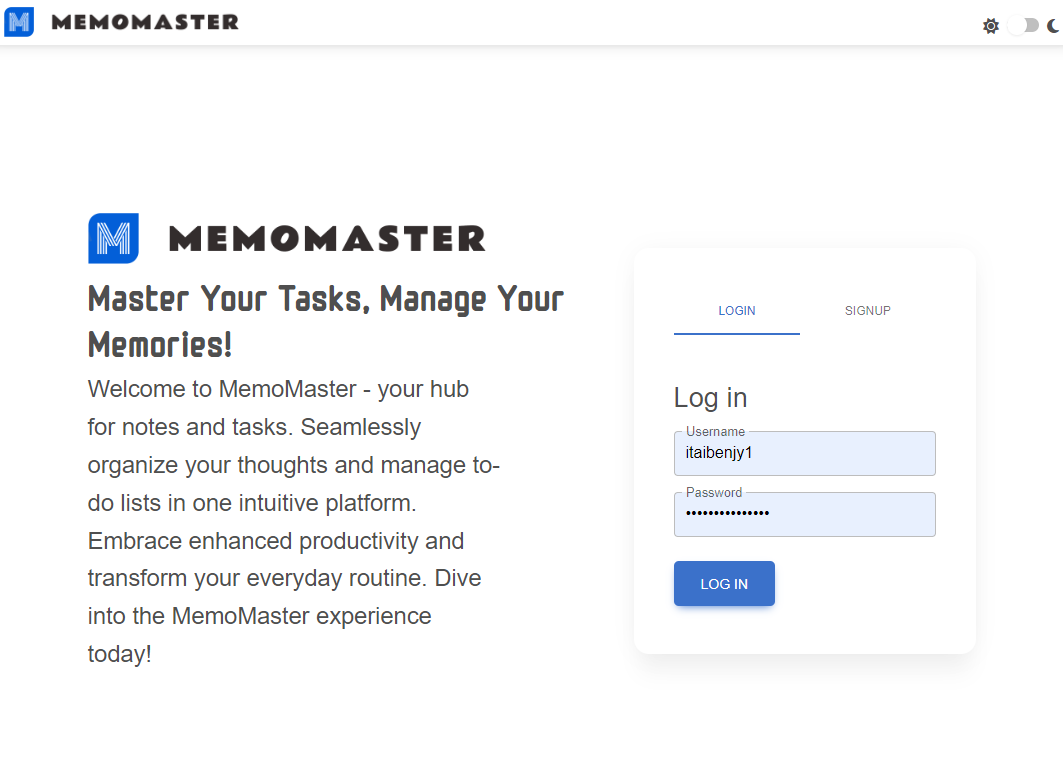 MEMOMASTER
MEMOMASTER
Master Your Tasks, Manage Your
Memories!
Welcome to MemoMaster - your hub
for notes and tasks. Seamlessly
organize your thoughts and manage to-
do lists in one intuitive platform.
Embrace enhanced productivity and
transform your everyday routine. Dive
into the MemoMaster experience
today!
LOGIN SIGNUP
Log in
Username
itaibenjy1
Password
•••••••••••••••
LOG IN